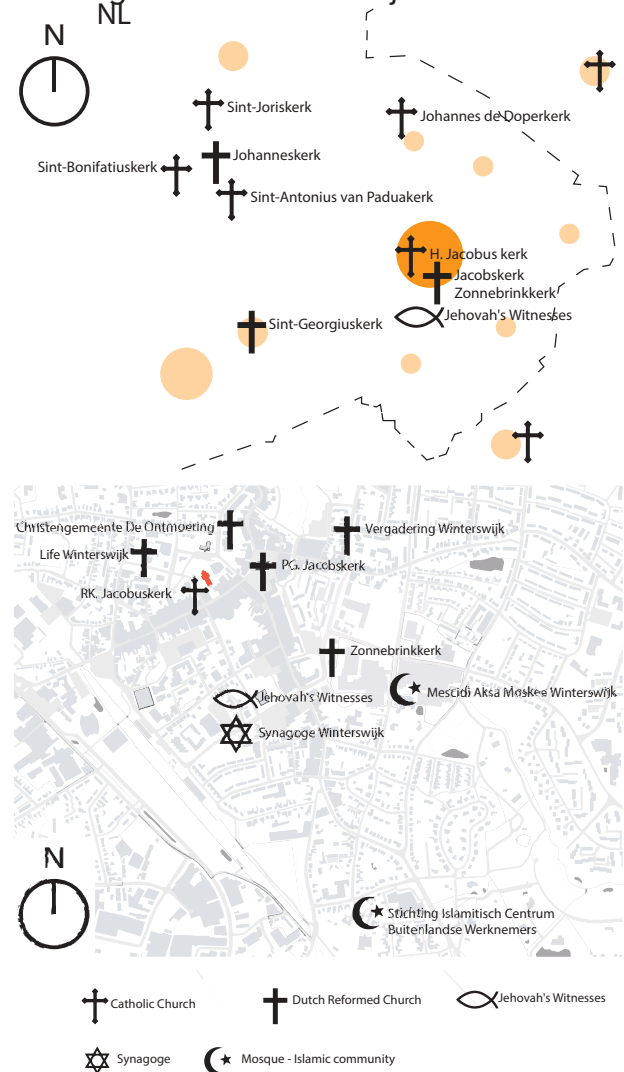 NL
N
Sint-Joriskerk
Johannes de Doperkerk
Johanneskerk
Sint-Bonifatiuskerk
Sint-Antonius van Paduakerk
H. Jacobus kerk
Jacobskerk
Zonnebrinkkerk
Jehovah's Witnesses
Sint-Georgiuskerk
Christengemeente De Ontmoering
Vergadering Winterswijk
Life Winterswijk
PG. Jacobskerk
RK. Jacobuskerk
Zonnebrinkkerk
Jehovah's Witnesses
Mescidi Aksa Moskee Winterswijk
Synagoge Winterswijk
N
Stichting Islamitisch Centrum
Buitenlandse Werknemers
Catholic Church
Dutch Reformed Church
Jehovah's Witnesses
Synagoge
Mosque - Islamic community